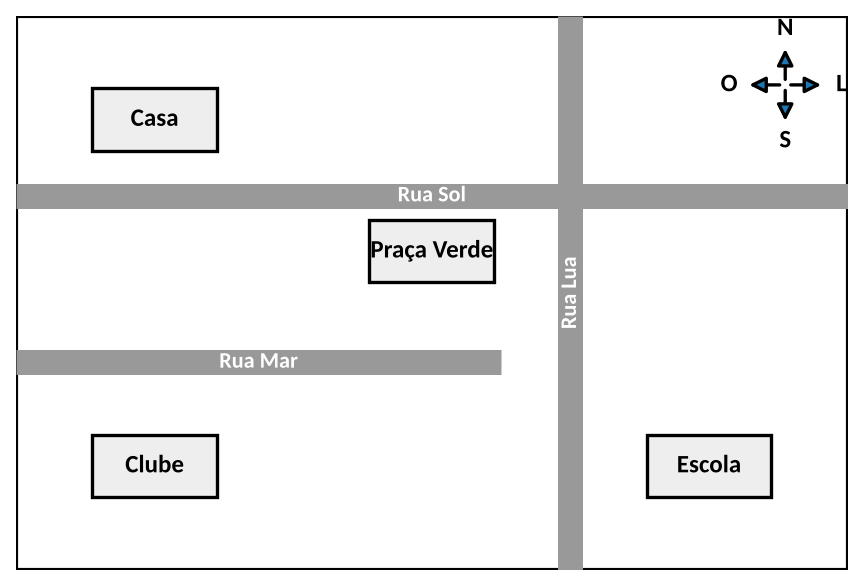 N
O
L
S
Casa
Rua Sol
Praça Verde
Rua Lua
Rua Mar
Clube
Escola